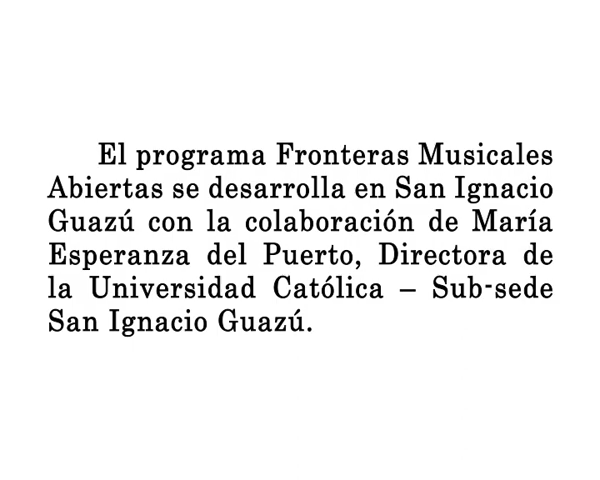 El programa Fronteras Musicales
Abiertas se desarrolla en San Ignacio
Guazú con la colaboración de María
Esperanza del Puerto, Directora de
la Universidad Católica – Sub-sede
San Ignacio Guazú.